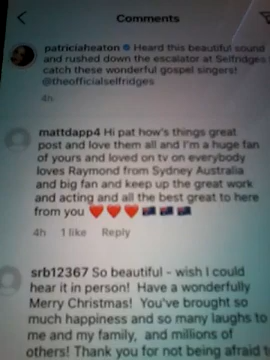 Comments
patriciaheaton Heard this beautiful sound
and rushed down the escalator at Selfridges
catch these wonderful gospel singers!
@theofficialselfridges
4h
mattdapp4 Hi pat how's things great
post and love them all and I'm a huge fan
of yours and loved on tv on everybody
loves Raymond from Sydney Australia
and big fan and keep up the great work
and acting and all the best great to here
from you ❤️❤️❤️🇦🇺🇦🇺🇦🇺
4h 1 like Reply
srb12367 So beautiful - wish I could
hear it in person! Have a wonderfully
Merry Christmas! You've brought so
much happiness and so many laughs to
me and my family, and millions of
others! Thank you for not being afraid